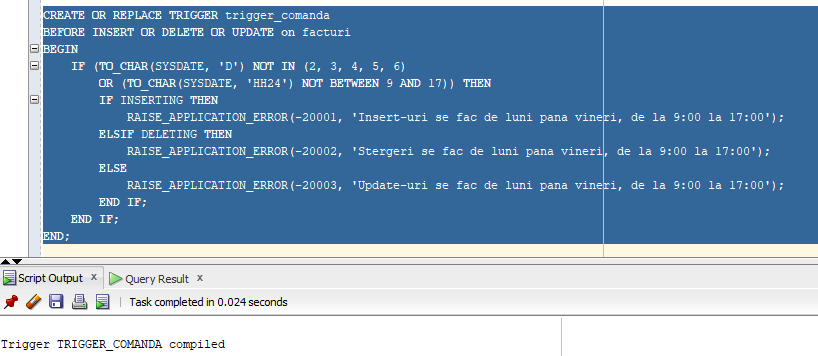 CREATE OR REPLACE TRIGGER trigger_comanda
BEFORE INSERT OR DELETE OR UPDATE on facturi
BEGIN
    IF (TO_CHAR(SYSDATE, 'D') NOT IN (2, 3, 4, 5, 6)
        OR (TO_CHAR(SYSDATE, 'HH24') NOT BETWEEN 9 AND 17)) THEN
        IF INSERTING THEN
            RAISE_APPLICATION_ERROR(-20001, 'Insert-uri se fac de luni pana vineri, de la 9:00 la 17:00');
        ELSIF DELETING THEN
            RAISE_APPLICATION_ERROR(-20002, 'Stergeri se fac de luni pana vineri, de la 9:00 la 17:00');
        ELSE
            RAISE_APPLICATION_ERROR(-20003, 'Update-uri se fac de luni pana vineri, de la 9:00 la 17:00');
        END IF;
    END IF;
END;
Script Output x Query Result x
Task completed in 0.024 seconds
Trigger TRIGGER_COMANDA compiled